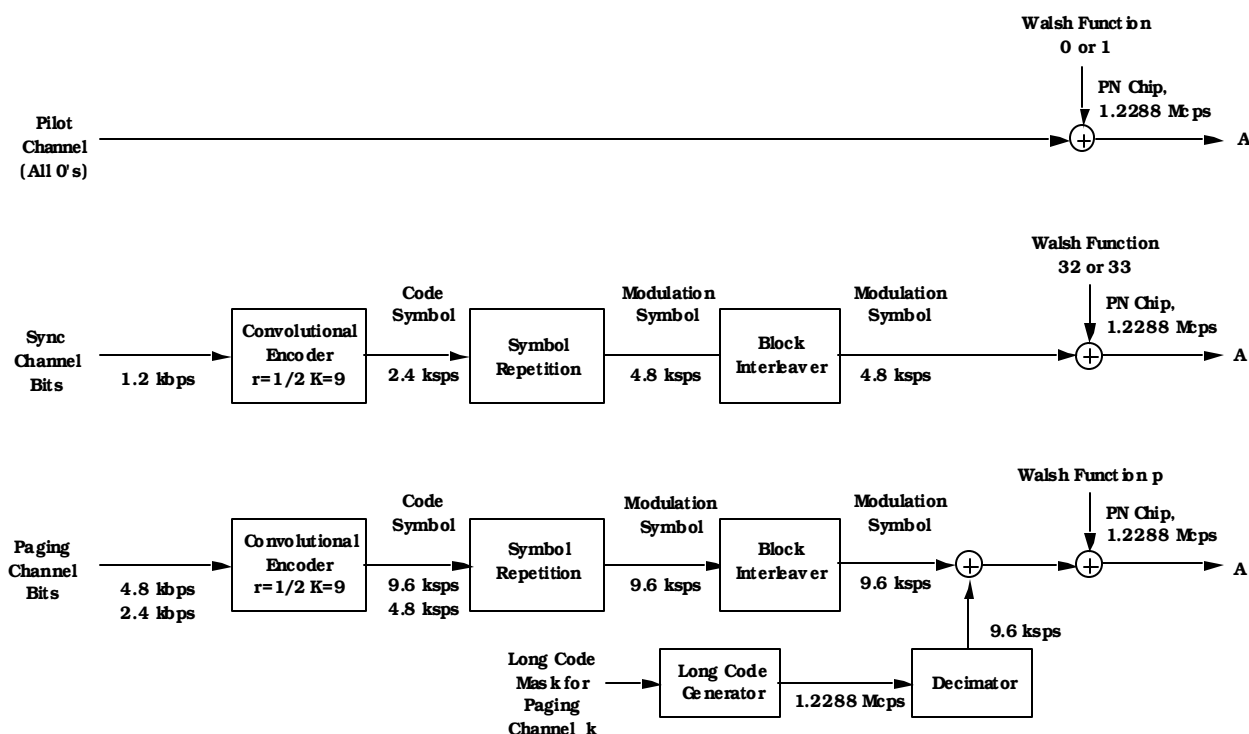 Walsh Function
0 or 1
PN Chip,
1.2288 Mcps
Pilot
Channel
(All 0's)
+
A
Walsh Function
32 or 33
PN Chip,
1.2288 Mcps
Sync
Channel
Bits
1.2 kbps
Convolutional
Encoder
r=1/2 K=9
Code
Symbol
2.4 ksps
Symbol
Repetition
Modulation
Symbol
4.8 ksps
Block
Interleaver
Modulation
Symbol
4.8 ksps
+
A
Walsh Function p
PN Chip,
1.2288 Mcps
Paging
Channel
Bits
4.8 kbps
2.4 kbps
Convolutional
Encoder
r=1/2 K=9
Code
Symbol
9.6 ksps
4.8 ksps
Symbol
Repetition
Modulation
Symbol
9.6 ksps
Block
Interleaver
Modulation
Symbol
9.6 ksps
+
+
A
9.6 ksps
Long Code
Mask for
Paging
Channel k
Long Code
Generator
1.2288 Mcps
Decimator